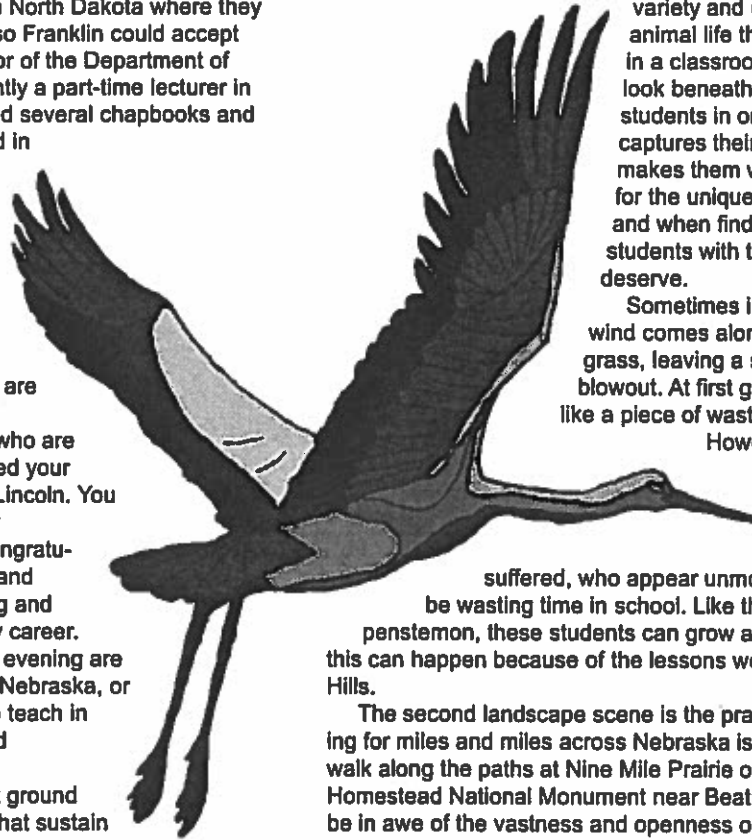 North Dakota where they
so Franklin could accept
or of the Department of
ntly a part-time lecturer in
d several chapbooks and
d in
are
who are
ed your
Lincoln. You
ngratu-
and
g and
career.
evening are
Nebraska, or
teach in
d
ground
hat sustain
variety and
animal life th
in a classroo
look beneath
students in or
captures their
makes them v
for the unique
and when find
students with t
deserve.
Sometimes i
wind comes alon
grass, leaving a s
blowout. At first g
like a piece of wast
Howe
suffered, who appear unmo
be wasting time in school. Like th
penstemon, these students can grow a
this can happen because of the lessons we
Hills.
The second landscape scene is the pra
ing for miles and miles across Nebraska is
walk along the paths at Nine Mile Prairie o
Homestead National Monument near Beat
be in awe of the vastness and openness o